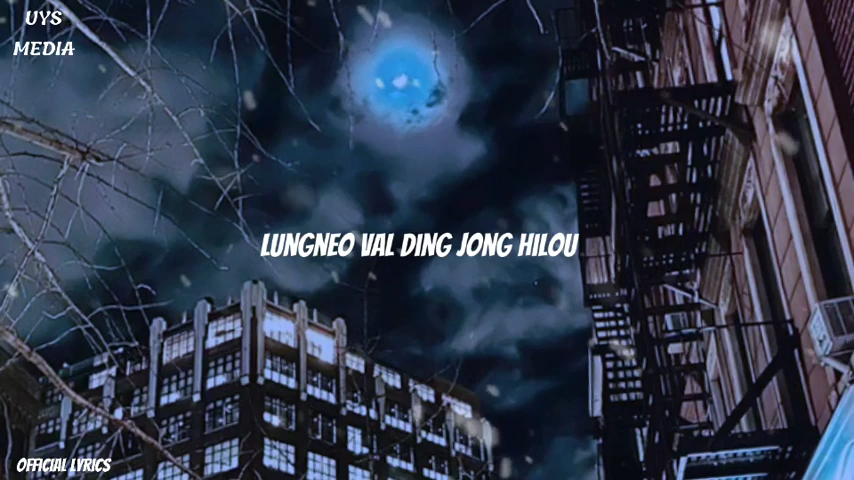 UYS
MEDIA
LUNGNEO VAL DING JONG HILOU
OFFICIAL LYRICS